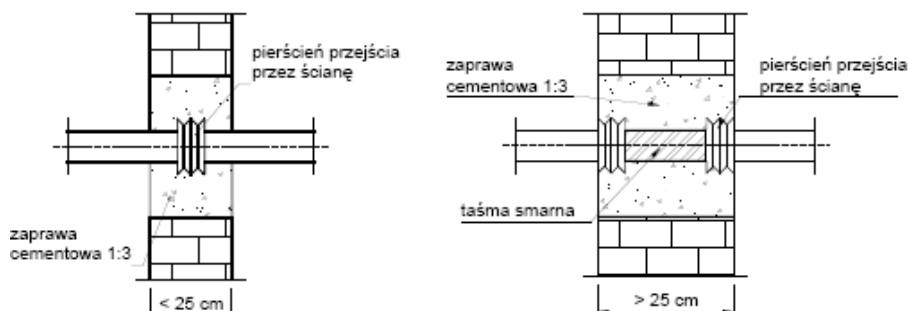 pierścień przejścia
przez ścianę
zaprawa
cementowa 1:3
< 25 cm
zaprawa
cementowa 1:3
pierścień przejścia
przez ścianę
taśma smarna
> 25 cm